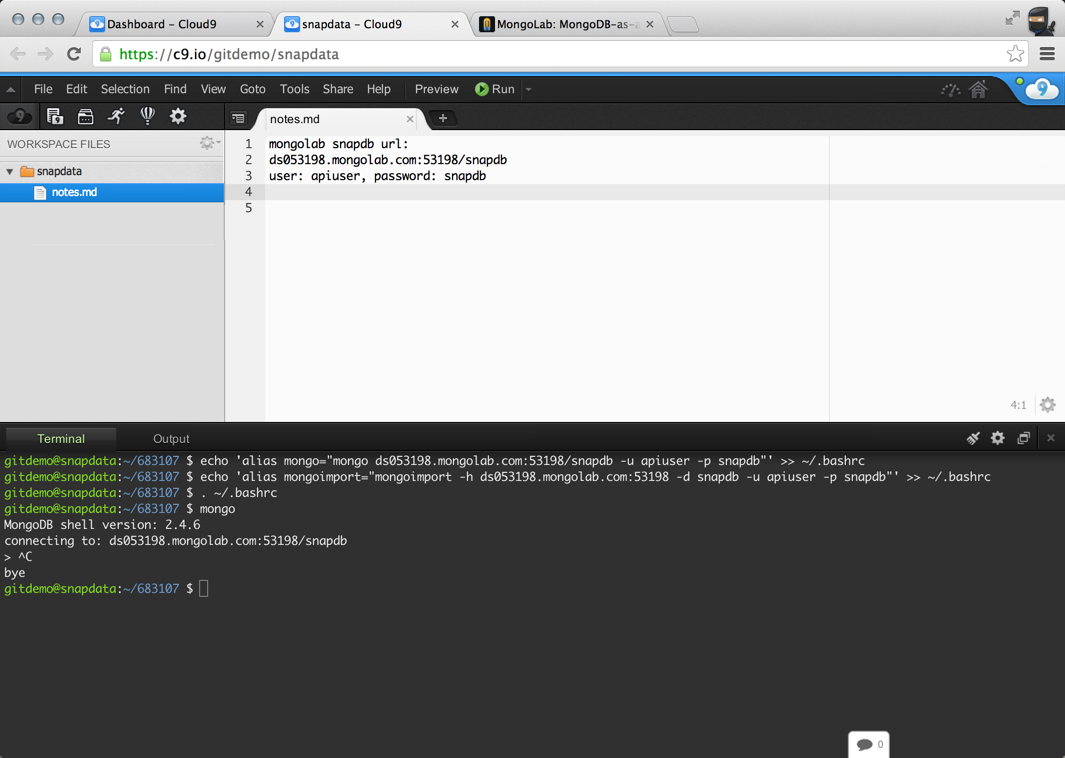 Dashboard – Cloud9
snapdata – Cloud9
MongoLab: MongoDB-as-a
https://c9.io/gitdemo/snapdata
File Edit Selection Find View Goto Tools Share Help Preview Run
9
9
notes.md
WORKSPACE FILES
snapdata
notes.md
1 mongolab snapdb url:
2 ds053198.mongolab.com:53198/snapdb
3 user: apiuser, password: snapdb
4
5
4:1
Terminal Output
gitdemo@snapdata:~/683107 $ echo 'alias mongo="mongo ds053198.mongolab.com:53198/snapdb -u apiuser -p snapdb"' >> ~/.bashrc
gitdemo@snapdata:~/683107 $ echo 'alias mongoimport="mongoimport -h ds053198.mongolab.com:53198 -d snapdb -u apiuser -p snapdb"' >> ~/.bashrc
gitdemo@snapdata:~/683107 $ . ~/.bashrc
gitdemo@snapdata:~/683107 $ mongo
MongoDB shell version: 2.4.6
connecting to: ds053198.mongolab.com:53198/snapdb
> ^C
bye
gitdemo@snapdata:~/683107 $
0